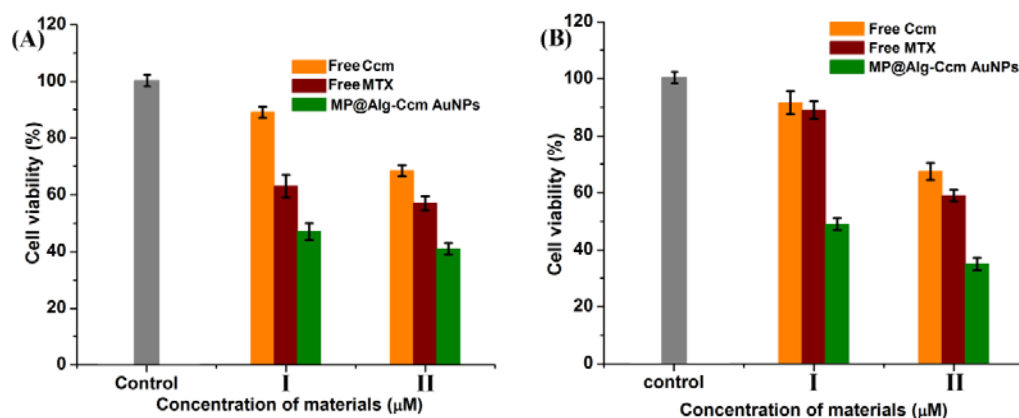 (A)
120
100
80
60
40
20
0
Cell viability (%)
Free Ccm
Free MTX
MP@Alg-Ccm AuNPs
Control
I
II
Concentration of materials (μM)
(B)
120
100
80
60
40
20
0
Cell viability (%)
Free Ccm
Free MTX
MP@Alg-Ccm AuNPs
control
I
II
Concentration of materials (μM)